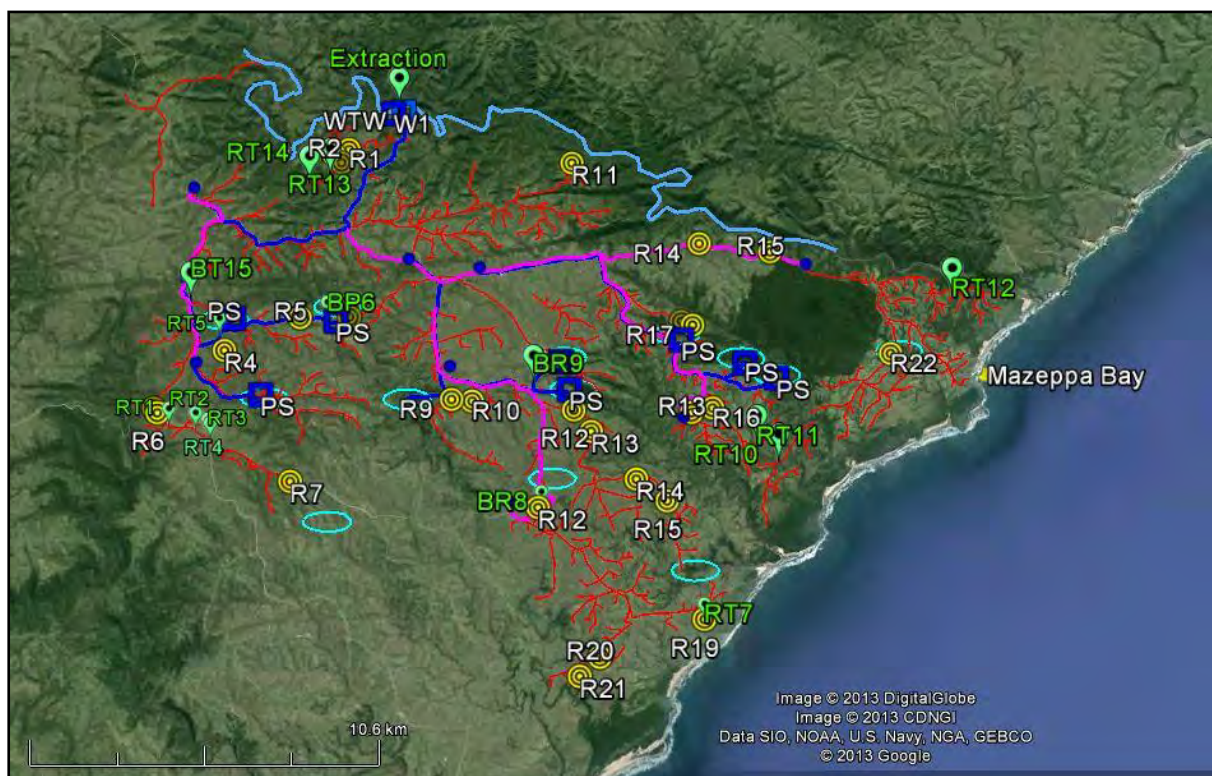 Extraction
WTW
W1
RT14
R2
R1
RT13
R11
R14
R15
RT12
BT15
PS
RT5
R5
BP6
PS
R4
R17
PS
BR9
PS
PS
PS
R22
Mazeppa Bay
PS
RT1
RT2
RT3
RT4
R6
R9
R10
R12
R13
R13
R16
RT11
RT10
R7
R14
R15
BR8
R12
RT7
R19
R20
R21
10.6 km
Image © 2013 DigitalGlobe
Image © 2013 CDNGI
Data SIO, NOAA, U.S. Navy, NGA, GEBCO
© 2013 Google